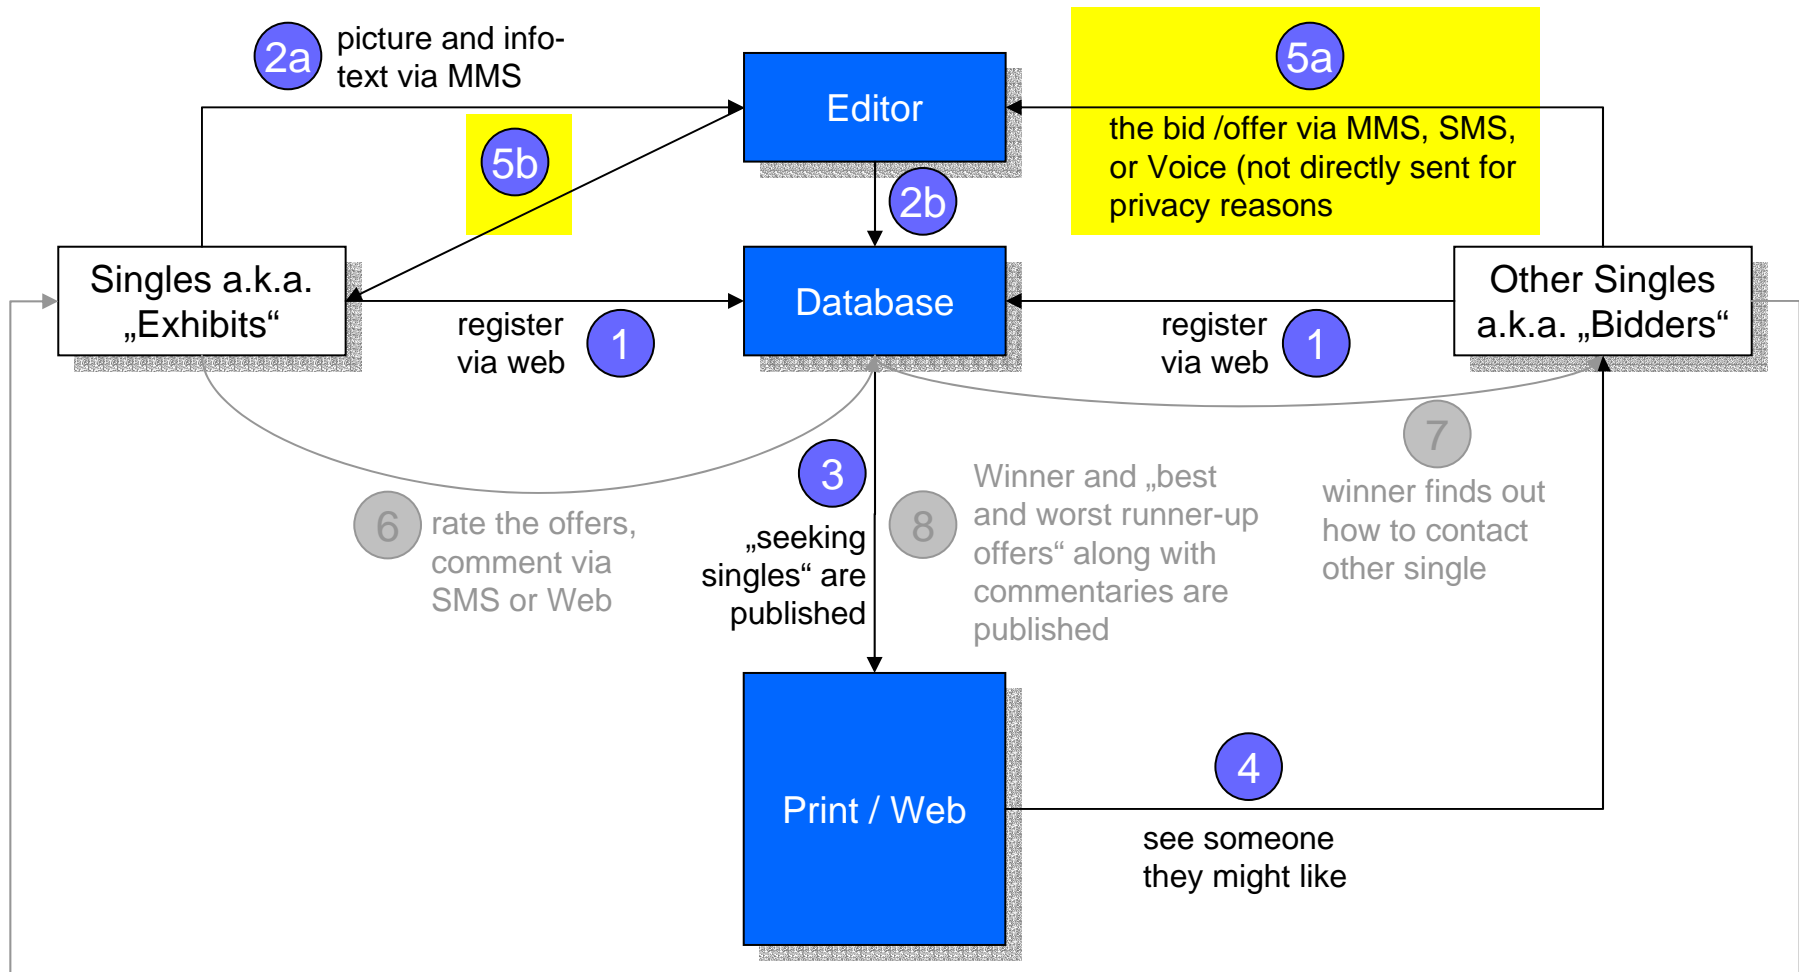 2a
picture and info-
text via MMS
Editor
5a
the bid /offer via MMS, SMS,
or Voice (not directly sent for
privacy reasons
5b
2b
Singles a.k.a.
„Exhibits“
register
via web
1
Database
register
via web
1
Other Singles
a.k.a. „Bidders“
6
rate the offers,
comment via
SMS or Web
3
„seeking
singles“ are
published
8
Winner and „best
and worst runner-up
offers“ along with
commentaries are
published
7
winner finds out
how to contact
other single
Print / Web
4
see someone
they might like